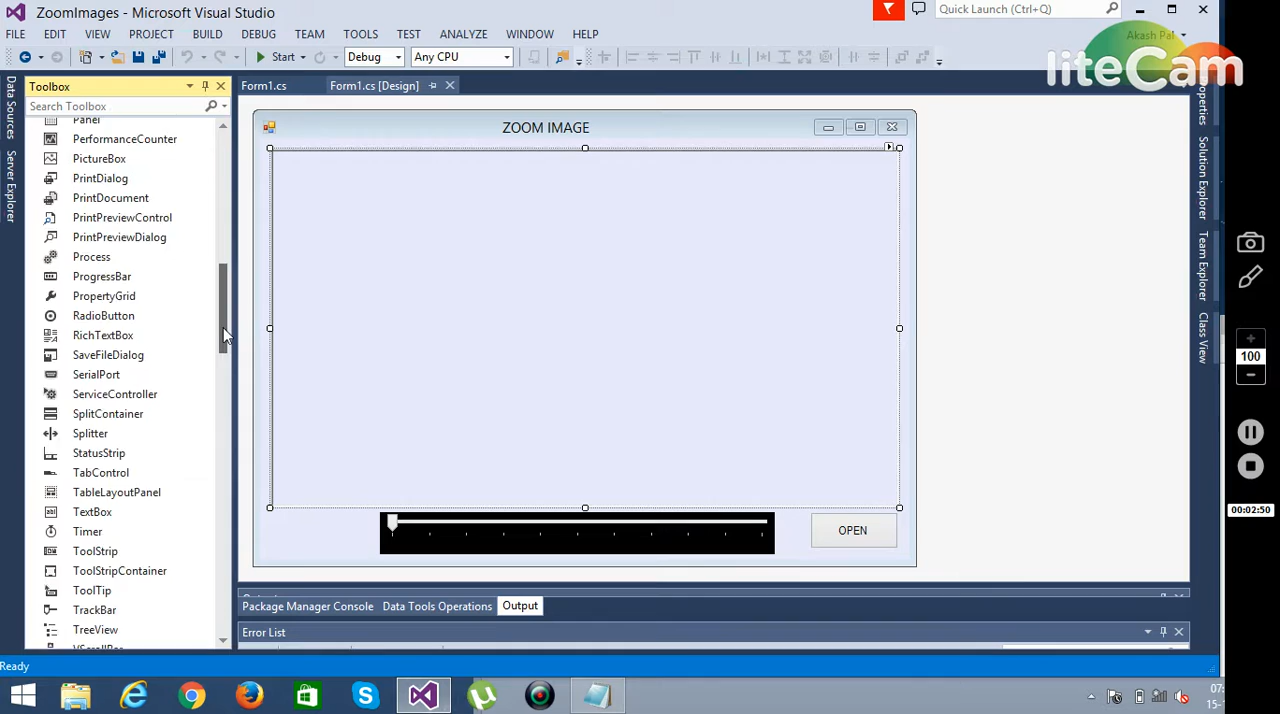 ZoomImages - Microsoft Visual Studio
Quick Launch (Ctrl+Q)
FILE EDIT VIEW PROJECT BUILD DEBUG TEAM TOOLS TEST ANALYZE WINDOW HELP
Akash Pal
liteCam
Start Debug Any CPU
Toolbox
Form1.cs Form1.cs [Design]
Search Toolbox
Panel
PerformanceCounter
PictureBox
PrintDialog
PrintDocument
PrintPreviewControl
PrintPreviewDialog
Process
ProgressBar
PropertyGrid
RadioButton
RichTextBox
SaveFileDialog
SerialPort
ServiceController
SplitContainer
Splitter
StatusStrip
TabControl
TableLayoutPanel
TextBox
Timer
ToolStrip
ToolStripContainer
ToolTip
TrackBar
TreeView
VScrollBar
Data Sources
Server Explorer
ZOOM IMAGE
OPEN
Properties
Solution Explorer
Team Explorer
Class View
100
00:02:50
Package Manager Console Data Tools Operations Output
Error List
Ready
07:
15-